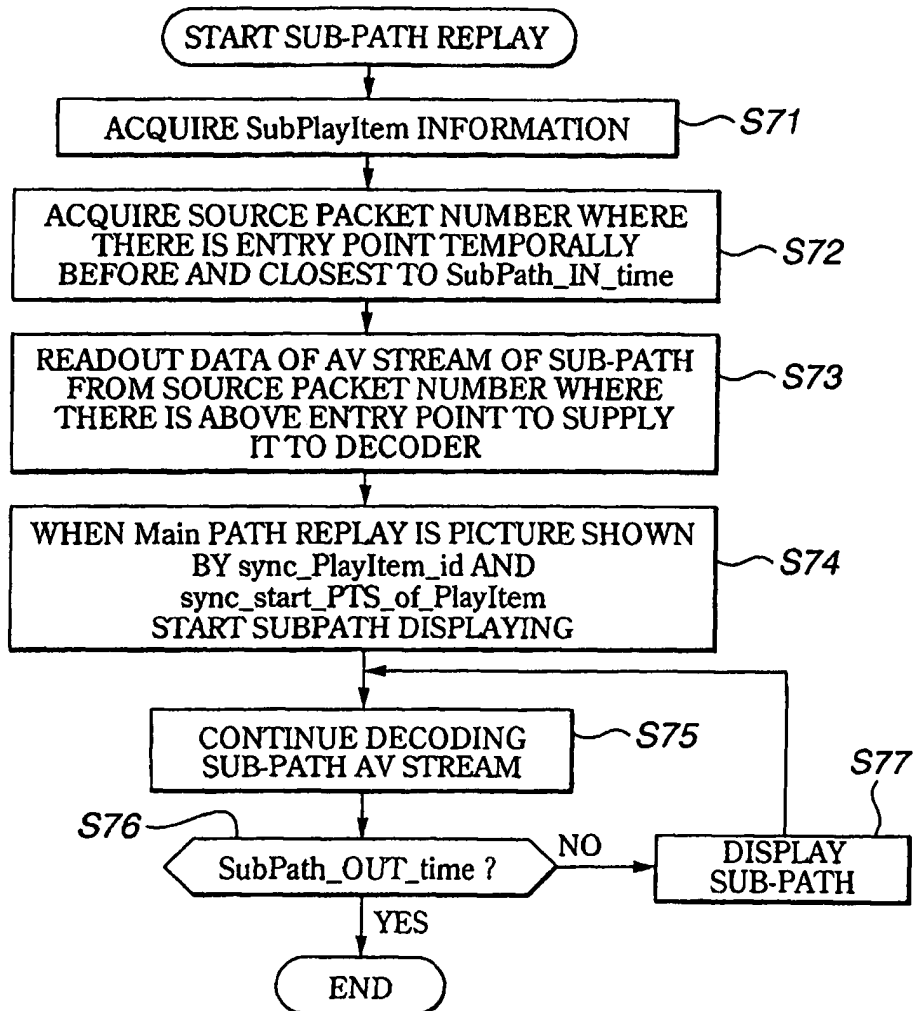 START SUB-PATH REPLAY
ACQUIRE SubPlayItem INFORMATION
S71
ACQUIRE SOURCE PACKET NUMBER WHERE
THERE IS ENTRY POINT TEMPORALLY
BEFORE AND CLOSEST TO SubPath_IN_time
S72
READOUT DATA OF AV STREAM OF SUB-PATH
FROM SOURCE PACKET NUMBER WHERE
THERE IS ABOVE ENTRY POINT TO SUPPLY
IT TO DECODER
S73
WHEN Main PATH REPLAY IS PICTURE SHOWN
BY sync_PlayItem_id AND
sync_start_PTS_of_PlayItem
START SUBPATH DISPLAYING
S74
CONTINUE DECODING
SUB-PATH AV STREAM
S75
S76
SubPath_OUT_time ?
NO
S77
DISPLAY
SUB-PATH
YES
END